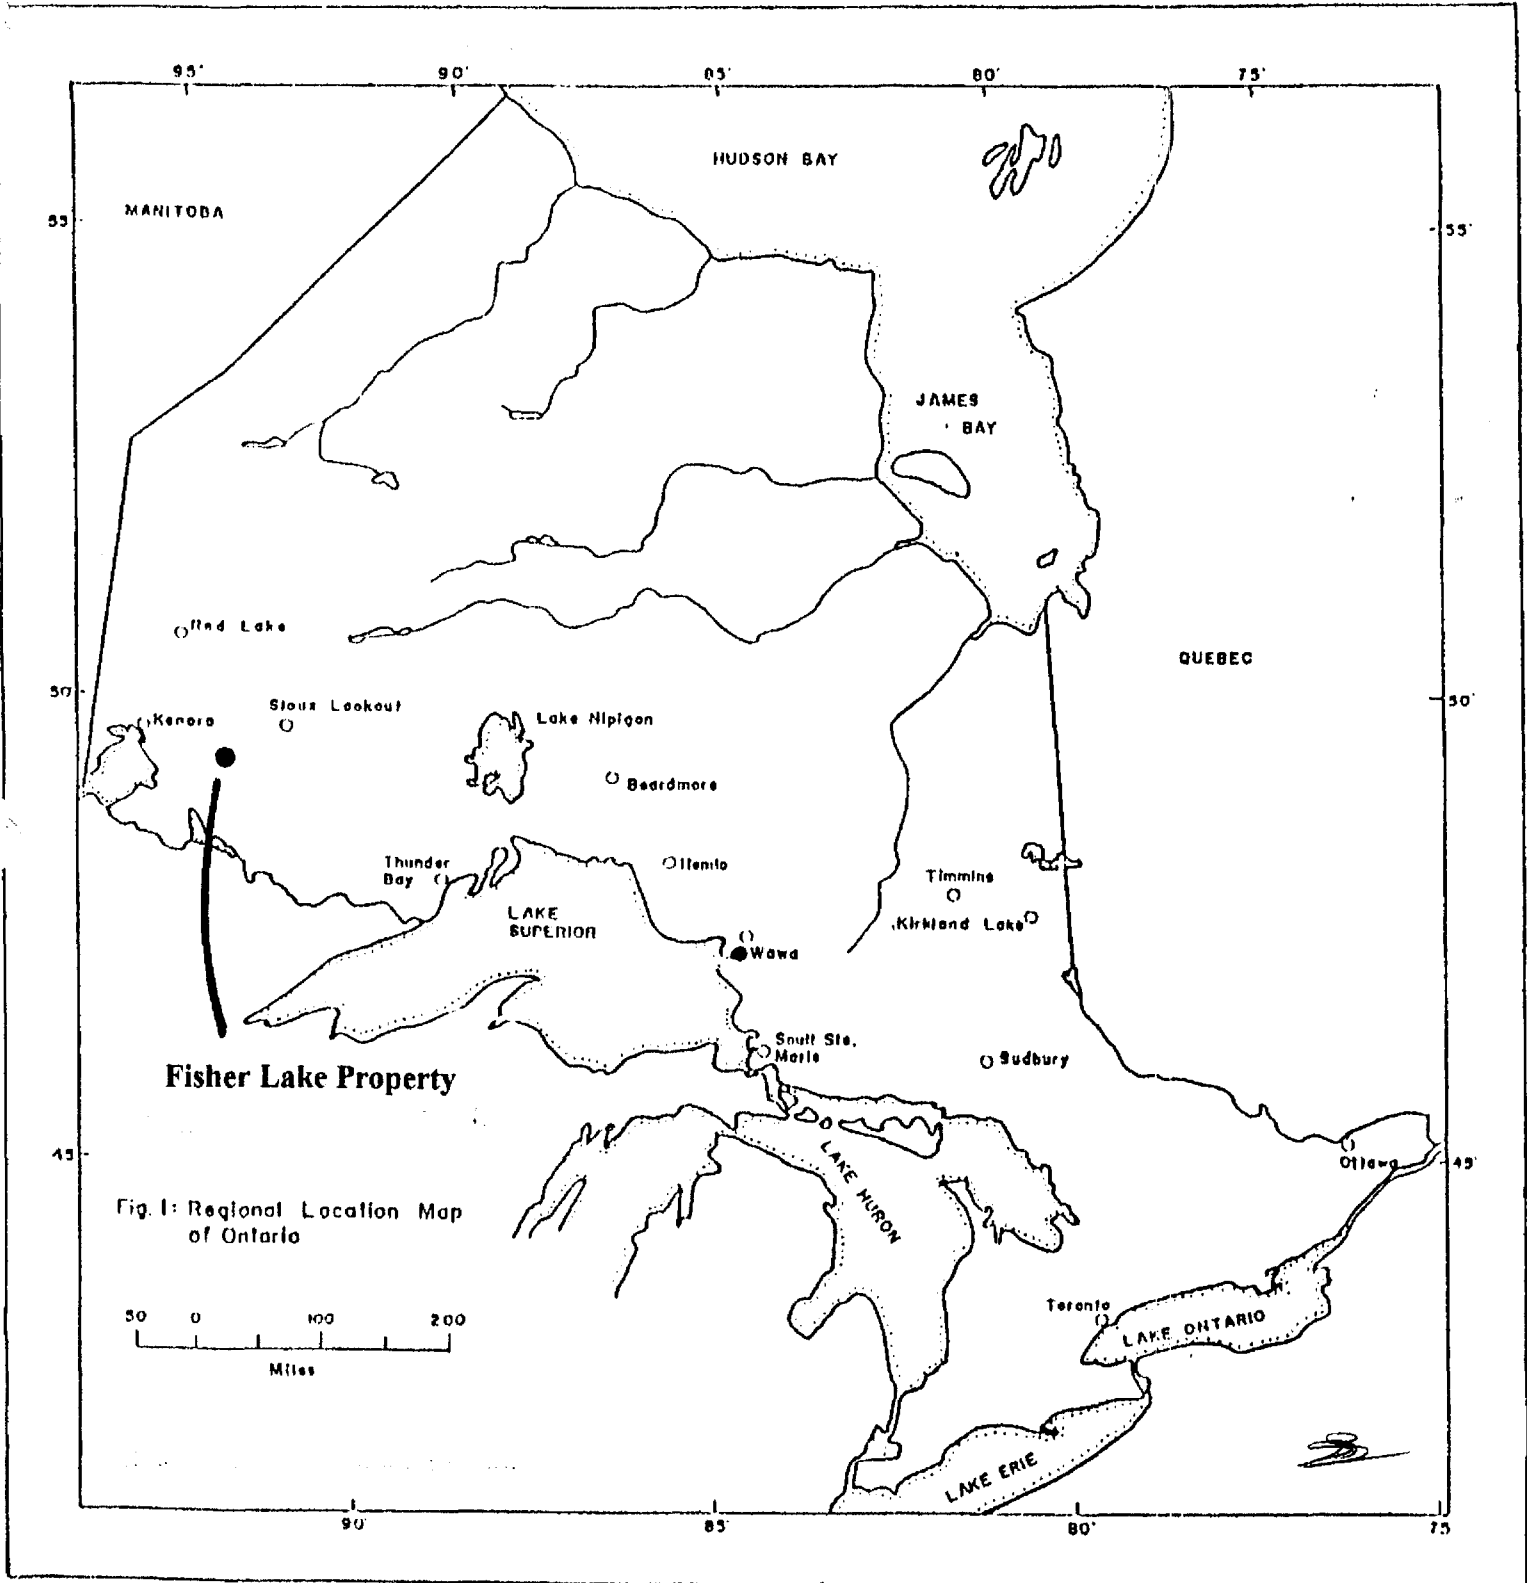 95° 90° 85° 80° 75°
HUDSON BAY
MANITOBA
55° 55°
JAMES
BAY
Red Lake
QUEBEC
50° 50°
Sioux Lookout
Kenora
Lake Nipigon
Beardmore
Thunder
Bay
Hemlo
Timmins
LAKE
SUPERIOR
Kirkland Lake
Wawa
Sault Ste.
Marie
Sudbury
Fisher Lake Property
45° 45°
Ottawa
LAKE HURON
Fig. 1: Regional Location Map
of Ontario
Toronto
LAKE ONTARIO
50 0 100 200
Miles
LAKE ERIE
90° 85° 80° 75